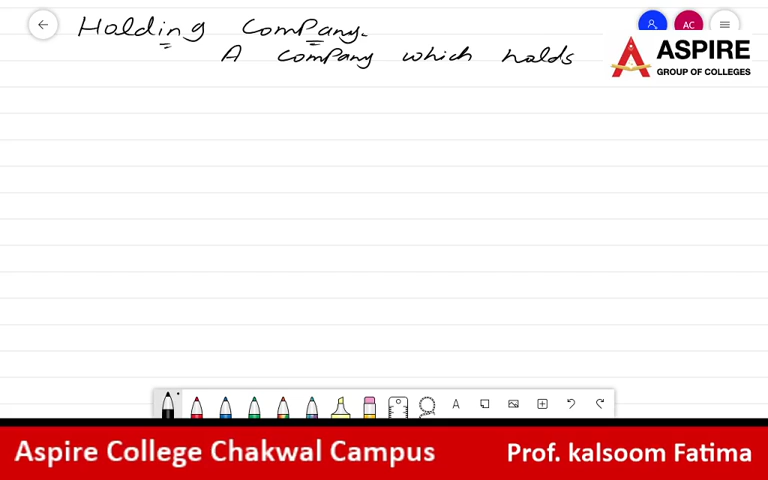 Holding Company.
A Company which holds
AC
ASPIRE
GROUP OF COLLEGES
A
Aspire College Chakwal Campus
Prof. kalsoom Fatima